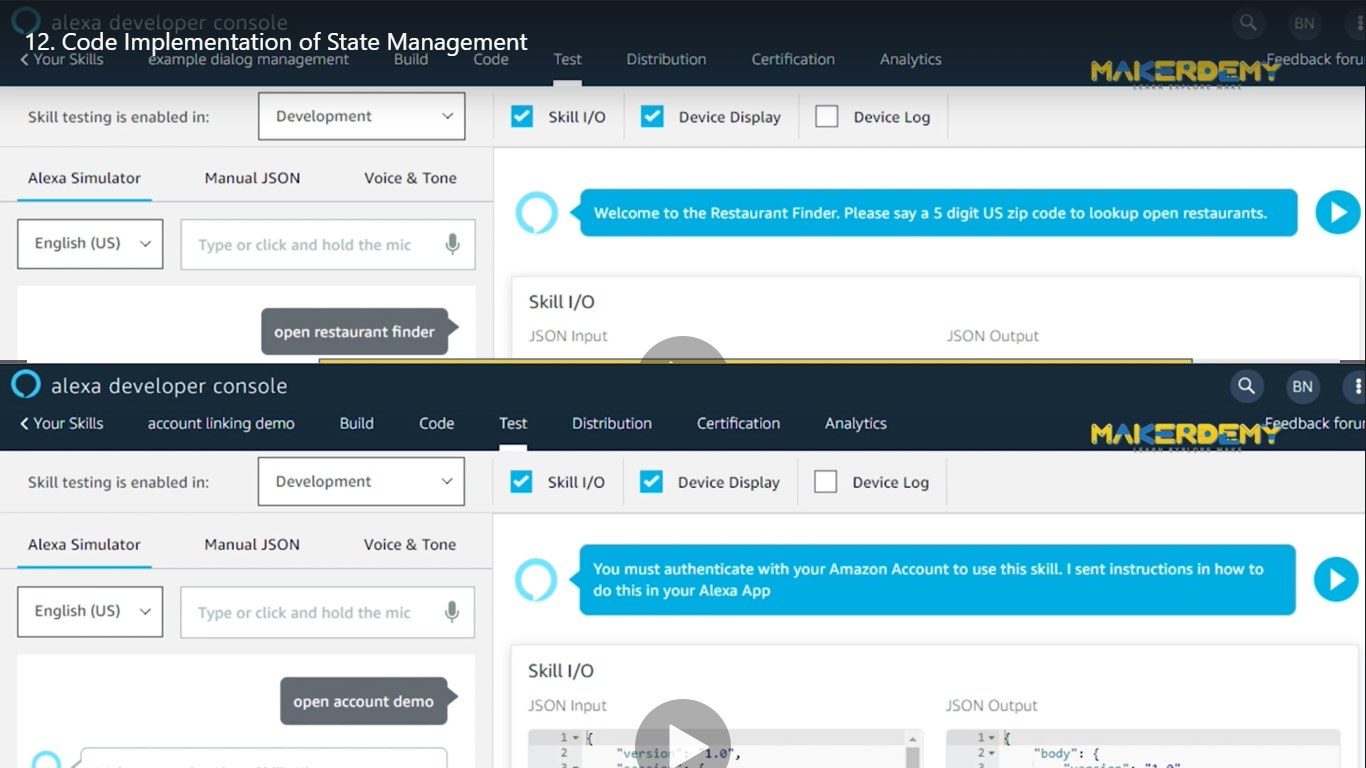 alexa developer console
BN
12. Code Implementation of State Management
Your Skills example dialog management Build Code Test Distribution Certification Analytics Feedback foru
MAKERDEMY
LEARN EXPLORE MAKE
Skill testing is enabled in: Development Skill I/O Device Display Device Log
Alexa Simulator Manual JSON Voice & Tone
Welcome to the Restaurant Finder. Please say a 5 digit US zip code to lookup open restaurants.
English (US) Type or click and hold the mic
Skill I/O
open restaurant finder
JSON Input JSON Output
alexa developer console
BN
Your Skills account linking demo Build Code Test Distribution Certification Analytics Feedback foru
MAKERDEMY
LEARN EXPLORE MAKE
Skill testing is enabled in: Development Skill I/O Device Display Device Log
Alexa Simulator Manual JSON Voice & Tone
You must authenticate with your Amazon Account to use this skill. I sent instructions in how to
do this in your Alexa App
English (US) Type or click and hold the mic
Skill I/O
open account demo
JSON Input JSON Output
1 { 1 {
2 "version": "1.0", 2 "body": {